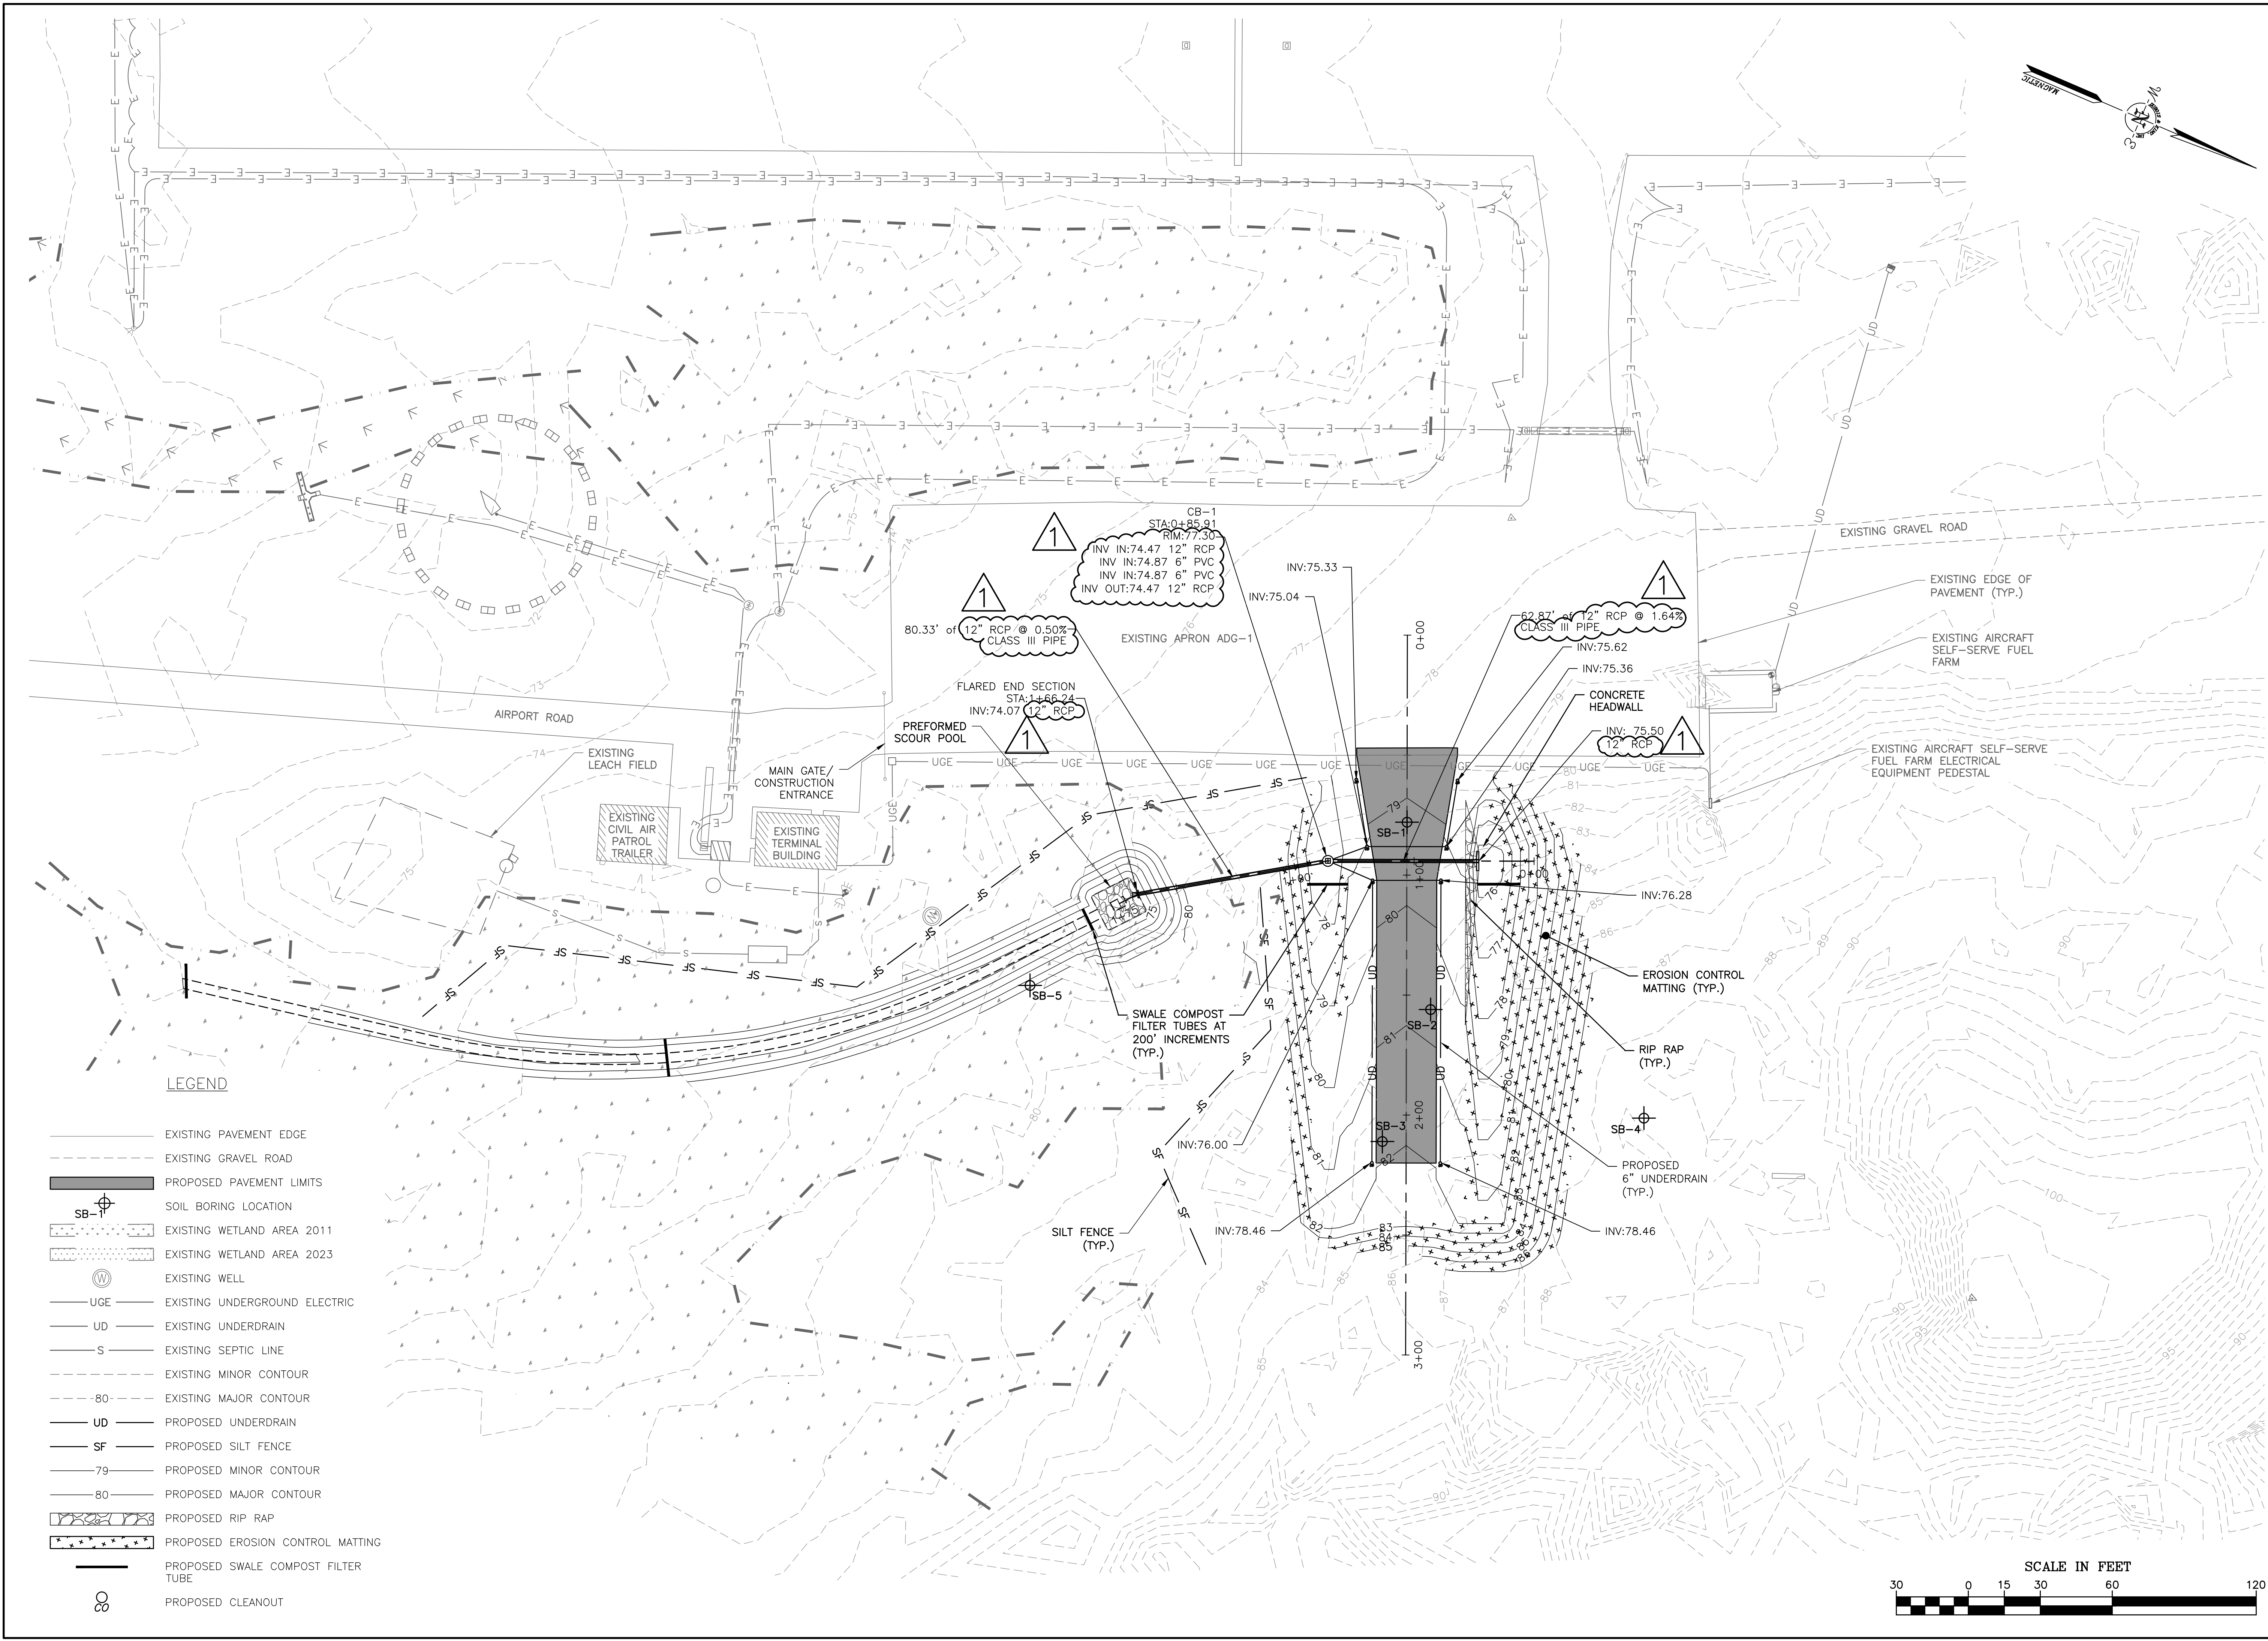 MAGNETIC
N
CB-1
STA:0+85.91
RIM:77.30
INV IN:74.47 12" RCP
INV IN:74.87 6" PVC
INV IN:74.87 6" PVC
INV OUT:74.47 12" RCP
1
1
80.33' of 12" RCP @ 0.50%
CLASS III PIPE
EXISTING APRON ADG-1
INV:75.33
INV:75.04
0+00
1
62.87' of 12" RCP @ 1.64%
CLASS III PIPE
INV:75.62
INV:75.36
CONCRETE
HEADWALL
INV: 75.50
12" RCP
1
EXISTING GRAVEL ROAD
EXISTING EDGE OF
PAVEMENT (TYP.)
EXISTING AIRCRAFT
SELF-SERVE FUEL
FARM
EXISTING AIRCRAFT SELF-SERVE
FUEL FARM ELECTRICAL
EQUIPMENT PEDESTAL
FLARED END SECTION
STA:1+66.24
INV:74.07 12" RCP
1
PREFORMED
SCOUR POOL
AIRPORT ROAD
EXISTING
LEACH FIELD
MAIN GATE/
CONSTRUCTION
ENTRANCE
EXISTING
CIVIL AIR
PATROL
TRAILER
EXISTING
TERMINAL
BUILDING
SB-1
1+00
0+00
INV:76.28
SB-5
SWALE COMPOST
FILTER TUBES AT
200' INCREMENTS
(TYP.)
SB-2
EROSION CONTROL
MATTING (TYP.)
RIP RAP
(TYP.)
2+00
SB-3
SB-4
INV:76.00
PROPOSED
6" UNDERDRAIN
(TYP.)
SILT FENCE
(TYP.)
INV:78.46
INV:78.46
3+00
LEGEND
EXISTING PAVEMENT EDGE
EXISTING GRAVEL ROAD
PROPOSED PAVEMENT LIMITS
SB-1 SOIL BORING LOCATION
EXISTING WETLAND AREA 2011
EXISTING WETLAND AREA 2023
W EXISTING WELL
UGE EXISTING UNDERGROUND ELECTRIC
UD EXISTING UNDERDRAIN
S EXISTING SEPTIC LINE
EXISTING MINOR CONTOUR
80 EXISTING MAJOR CONTOUR
UD PROPOSED UNDERDRAIN
SF PROPOSED SILT FENCE
79 PROPOSED MINOR CONTOUR
80 PROPOSED MAJOR CONTOUR
PROPOSED RIP RAP
PROPOSED EROSION CONTROL MATTING
PROPOSED SWALE COMPOST FILTER
TUBE
CO PROPOSED CLEANOUT
SCALE IN FEET
30 0 15 30 60 120